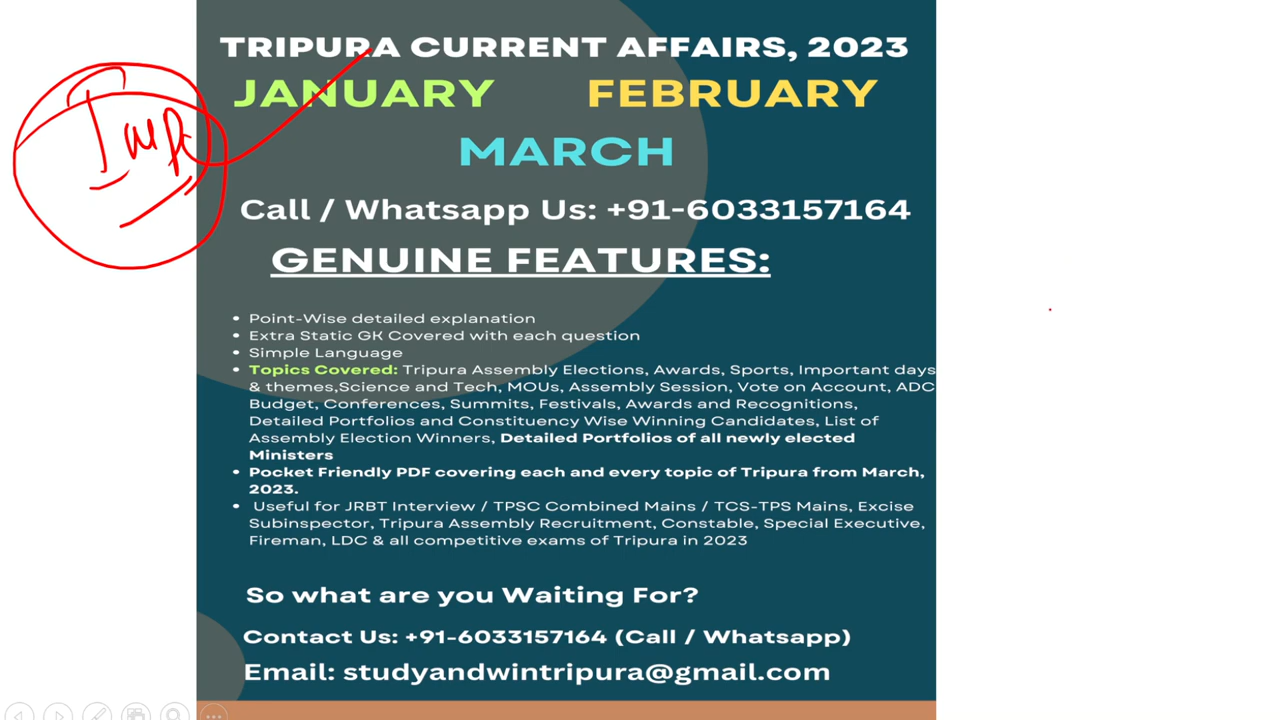 TRIPURA CURRENT AFFAIRS, 2023
JANUARY FEBRUARY
MARCH
Imp
Call / Whatsapp Us: +91-6033157164
GENUINE FEATURES:
• Point-Wise detailed explanation
• Extra Static GK Covered with each question
• Simple Language
• Topics Covered: Tripura Assembly Elections, Awards, Sports, Important days
& themes,Science and Tech, MOUs, Assembly Session, Vote on Account, ADC
Budget, Conferences, Summits, Festivals, Awards and Recognitions,
Detailed Portfolios and Constituency Wise Winning Candidates, List of
Assembly Election Winners, Detailed Portfolios of all newly elected
Ministers
• Pocket Friendly PDF covering each and every topic of Tripura from March,
2023.
• Useful for JRBT Interview / TPSC Combined Mains / TCS-TPS Mains, Excise
Subinspector, Tripura Assembly Recruitment, Constable, Special Executive,
Fireman, LDC & all competitive exams of Tripura in 2023
So what are you Waiting For?
Contact Us: +91-6033157164 (Call / Whatsapp)
Email: studyandwintripura@gmail.com